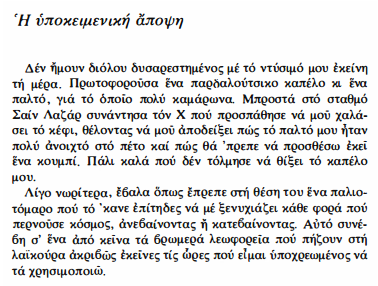 Ἡ ὑποκειμενική ἄποψη
Δέν ἤμουν διόλου δυσαρεστημένος μέ τό ντύσιμό μου ἐκείνη
τή μέρα. Πρωτοφοροῦσα ἕνα παρδαλούτσικο καπέλο κι ἕνα
παλτό, γιά τό ὁποῖο πολύ καμάρωνα. Μπροστά στό σταθμό
Σαίν Λαζάρ συνάντησα τόν Χ πού προσπάθησε νά μοῦ χαλά-
σει τό κέφι, θέλοντας νά μοῦ ἀποδείξει πώς τό παλτό μου ἦταν
πολύ ἀνοιχτό στό πέτο καί πώς θά ᾽πρεπε νά προσθέσω ἐκεῖ
ἕνα κουμπί. Πάλι καλά πού δέν τόλμησε νά θίξει τό καπέλο
μου.
Λίγο νωρίτερα, ἔβαλα ὅπως ἔπρεπε στή θέση του ἕνα παλιο-
τόμαρο πού τό ᾽κανε ἐπίτηδες νά μέ ξενυχιάζει κάθε φορά πού
περνοῦσε κόσμος, ἀνεβαίνοντας ἤ κατεβαίνοντας. Αὐτό συνέ-
βη σ᾽ ἕνα ἀπό κεῖνα τά βρωμερά λεωφορεῖα πού πήζουν στή
λαϊκούρα ἀκριβῶς ἐκεῖνες τίς ὧρες πού εἶμαι ὑποχρεωμένος νά
τά χρησιμοποιῶ.